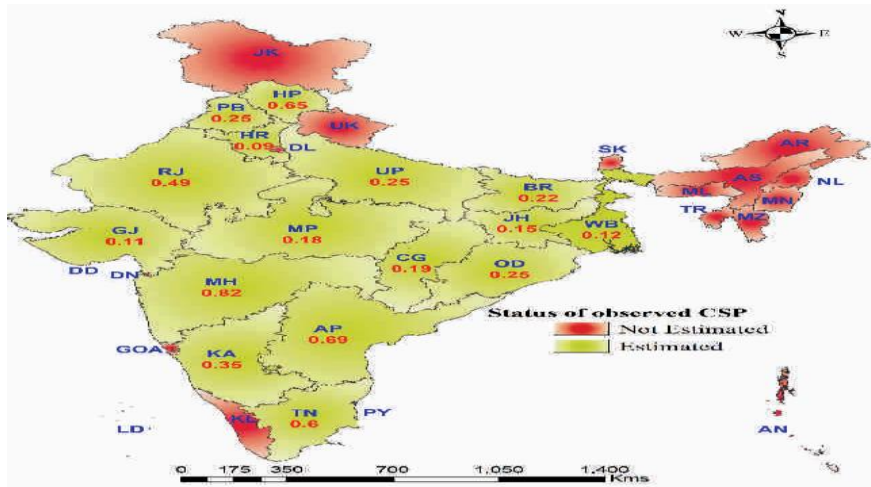 N
W E
S
JK
HP
0.65
PB
0.25
UK
HR
0.09
DL
RJ
0.49
UP
0.25
SK
AR
AS
NL
ML
MN
TR
MZ
BR
0.22
JH
0.15
WB
0.12
GJ
0.11
MP
0.18
CG
0.19
OD
0.25
DD
DN
MH
0.82
Status of observed CSP
Not Estimated
Estimated
AP
0.69
GOA
KA
0.35
KL
TN
0.6
PY
LD
AN
0 175 350 700 1,050 1,400
Kms